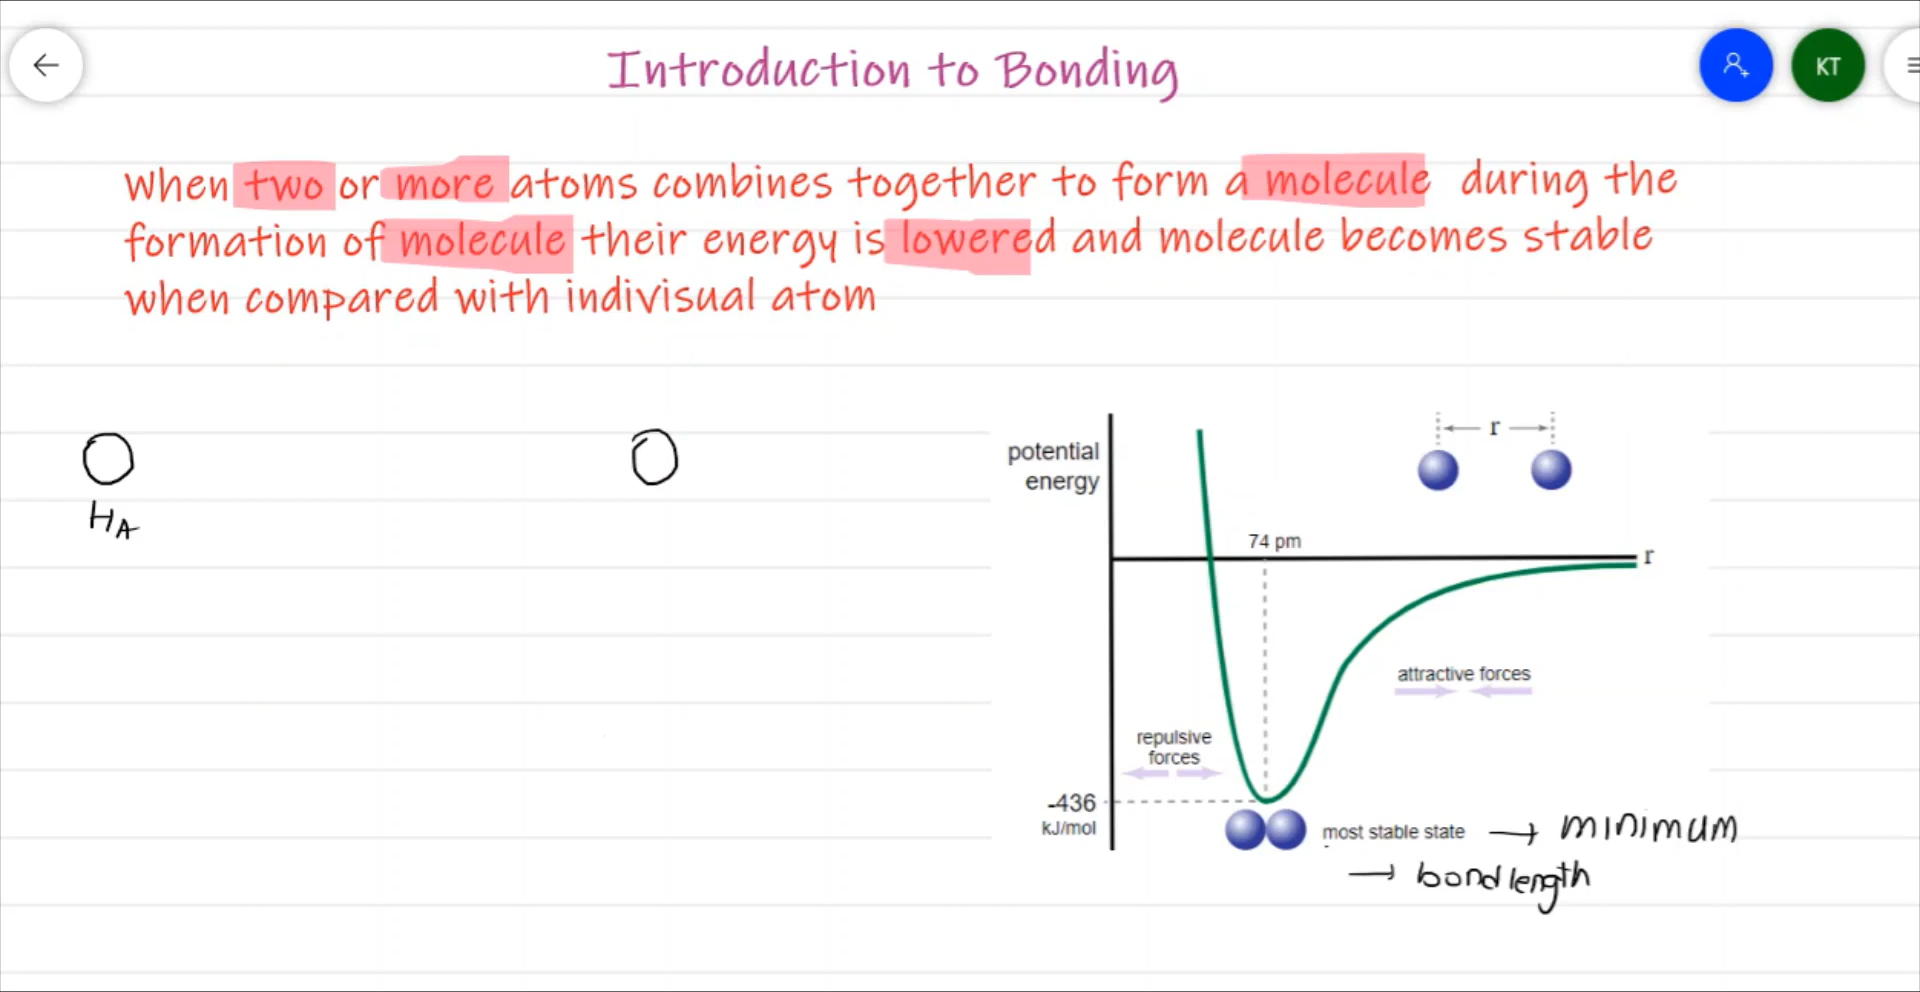 Introduction to Bonding
KT
When two or more atoms combines together to form a molecule during the
formation of molecule their energy is lowered and molecule becomes stable
when compared with indivisual atom
HA
potential
energy
r
74 pm
r
attractive forces
repulsive
forces
-436
kJ/mol
most stable state → minimum
→ bond length